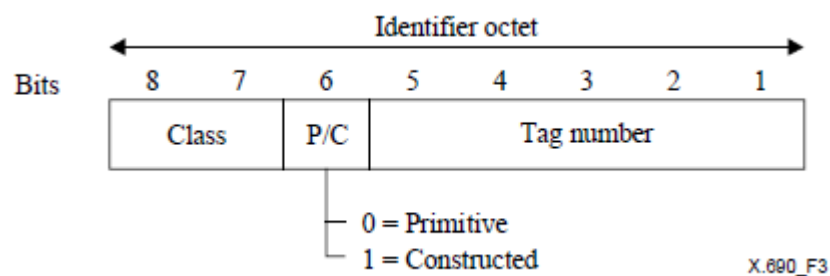 Identifier octet
Bits 8 7 6 5 4 3 2 1
Class P/C Tag number
0 = Primitive
1 = Constructed
X.690_F3